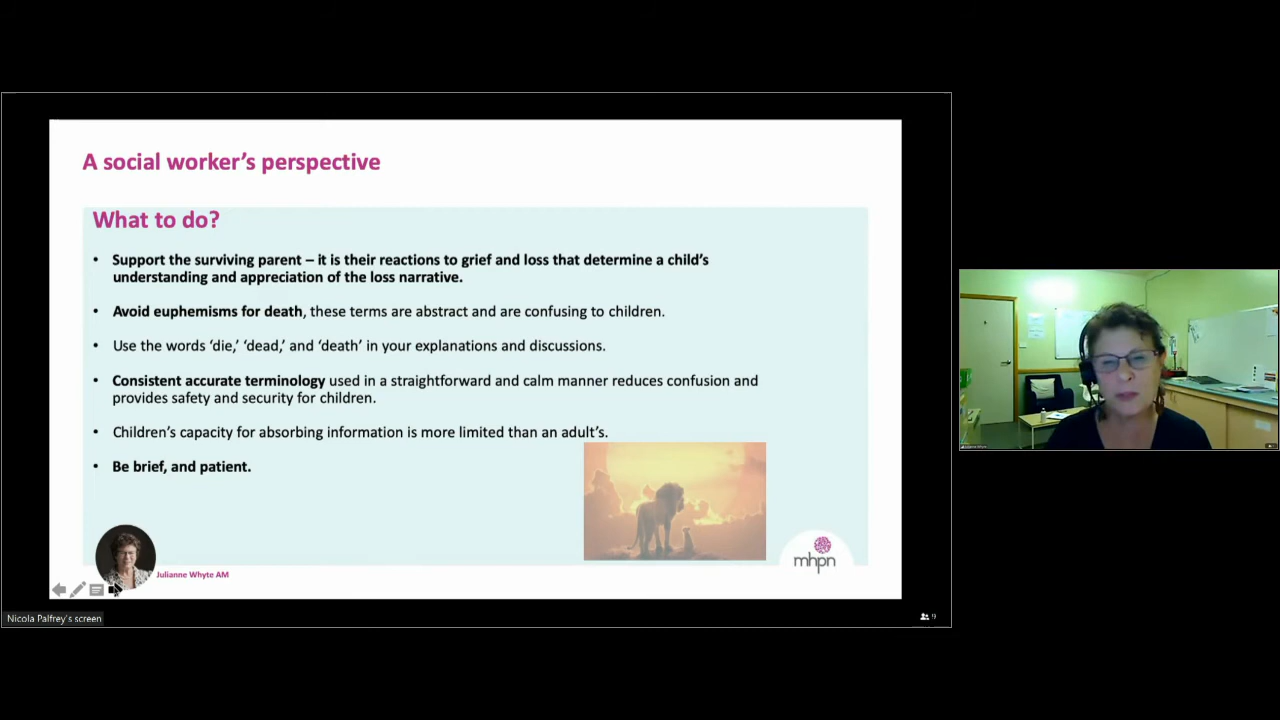 A social worker’s perspective
What to do?
• Support the surviving parent – it is their reactions to grief and loss that determine a child’s
understanding and appreciation of the loss narrative.
• Avoid euphemisms for death, these terms are abstract and are confusing to children.
• Use the words ‘die,’ ‘dead,’ and ‘death’ in your explanations and discussions.
• Consistent accurate terminology used in a straightforward and calm manner reduces confusion and
provides safety and security for children.
• Children’s capacity for absorbing information is more limited than an adult’s.
• Be brief, and patient.
mhpn
Julianne Whyte AM
Nicola Palfrey's screen
9